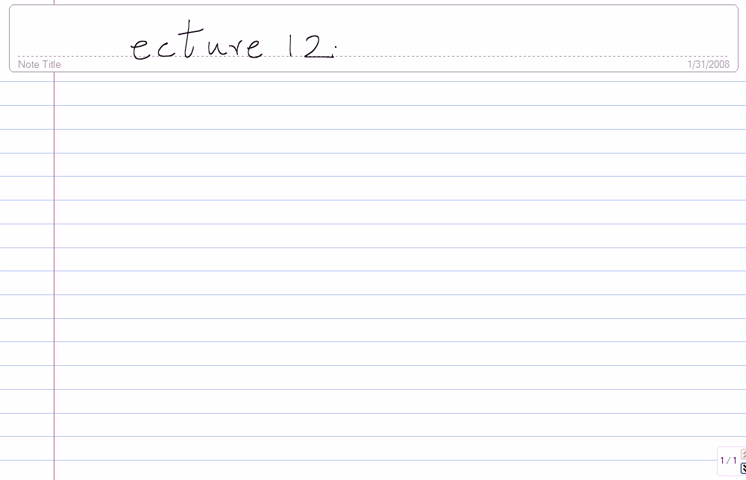 ecture 12.
Note Title
1/31/2008
1 / 1